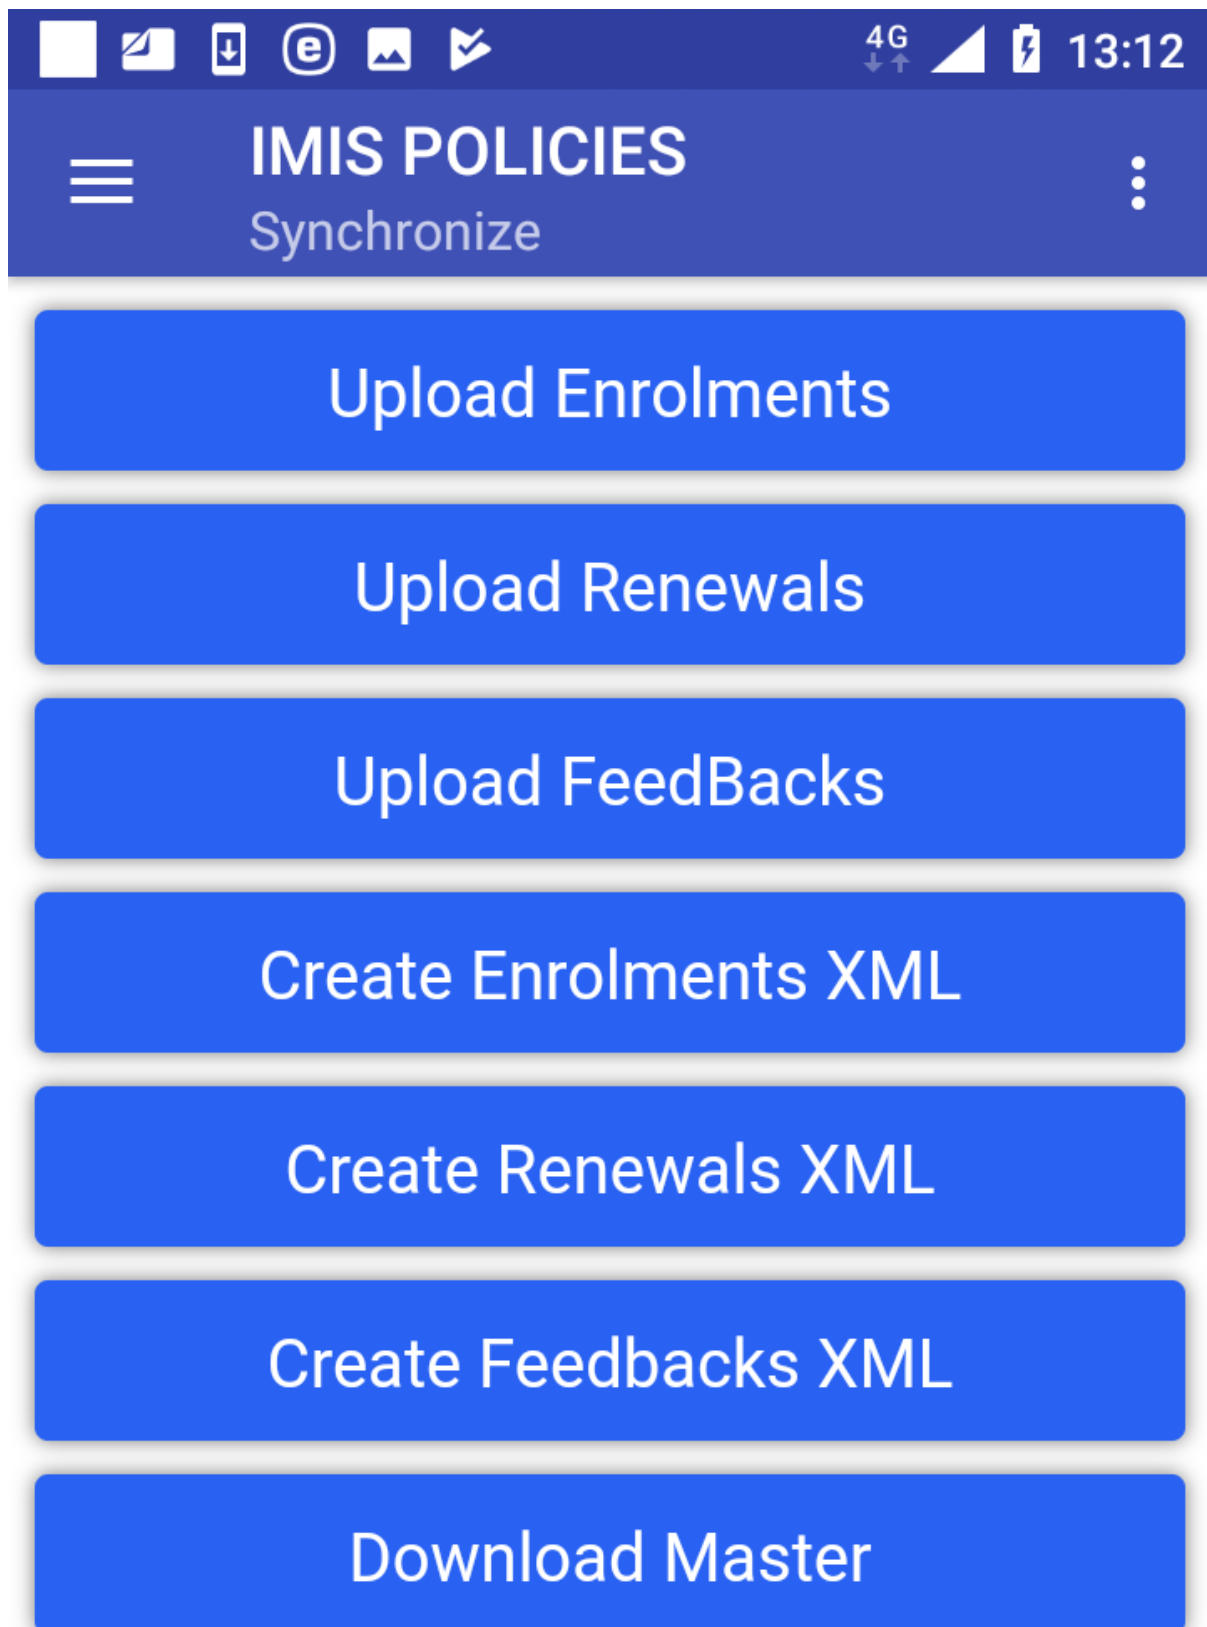 4G 13:12
IMIS POLICIES
Synchronize
Upload Enrolments
Upload Renewals
Upload FeedBacks
Create Enrolments XML
Create Renewals XML
Create Feedbacks XML
Download Master